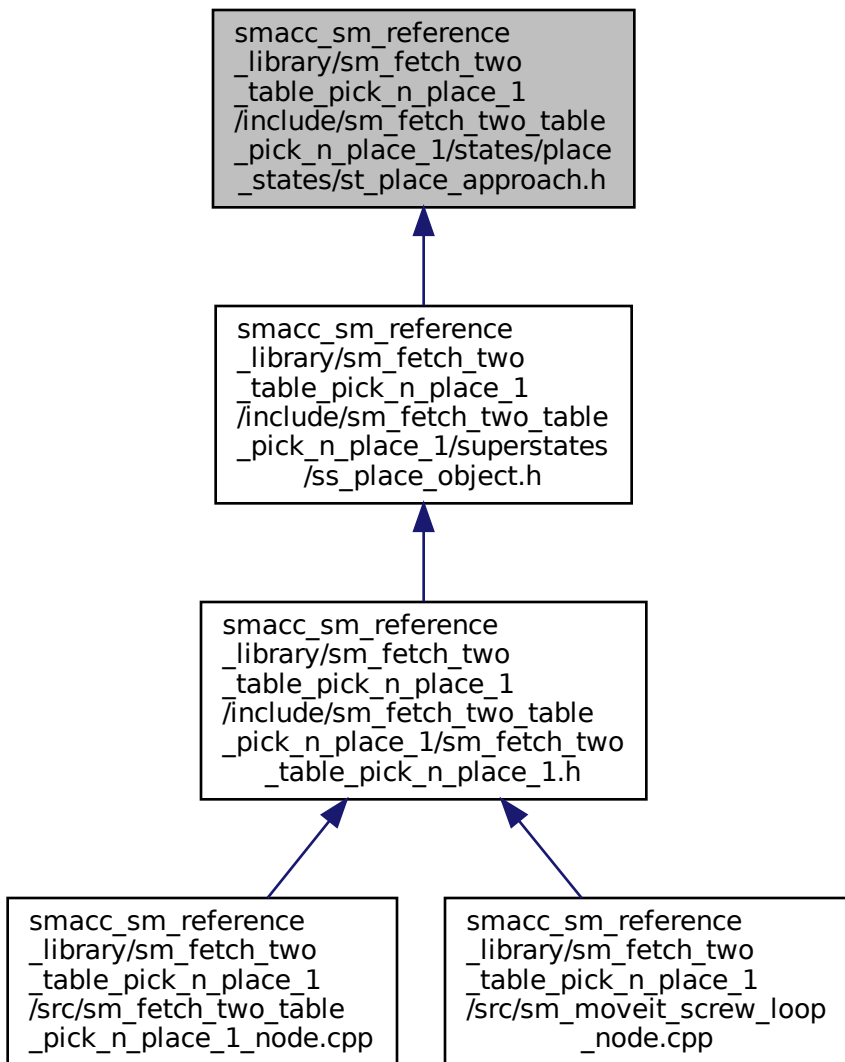 smacc_sm_reference
_library/sm_fetch_two
_table_pick_n_place_1
/include/sm_fetch_two_table
_pick_n_place_1/states/place
_states/st_place_approach.h
smacc_sm_reference
_library/sm_fetch_two
_table_pick_n_place_1
/include/sm_fetch_two_table
_pick_n_place_1/superstates
/ss_place_object.h
smacc_sm_reference
_library/sm_fetch_two
_table_pick_n_place_1
/include/sm_fetch_two_table
_pick_n_place_1/sm_fetch_two
_table_pick_n_place_1.h
smacc_sm_reference
_library/sm_fetch_two
_table_pick_n_place_1
/src/sm_fetch_two_table
_pick_n_place_1_node.cpp
smacc_sm_reference
_library/sm_fetch_two
_table_pick_n_place_1
/src/sm_moveit_screw_loop
_node.cpp